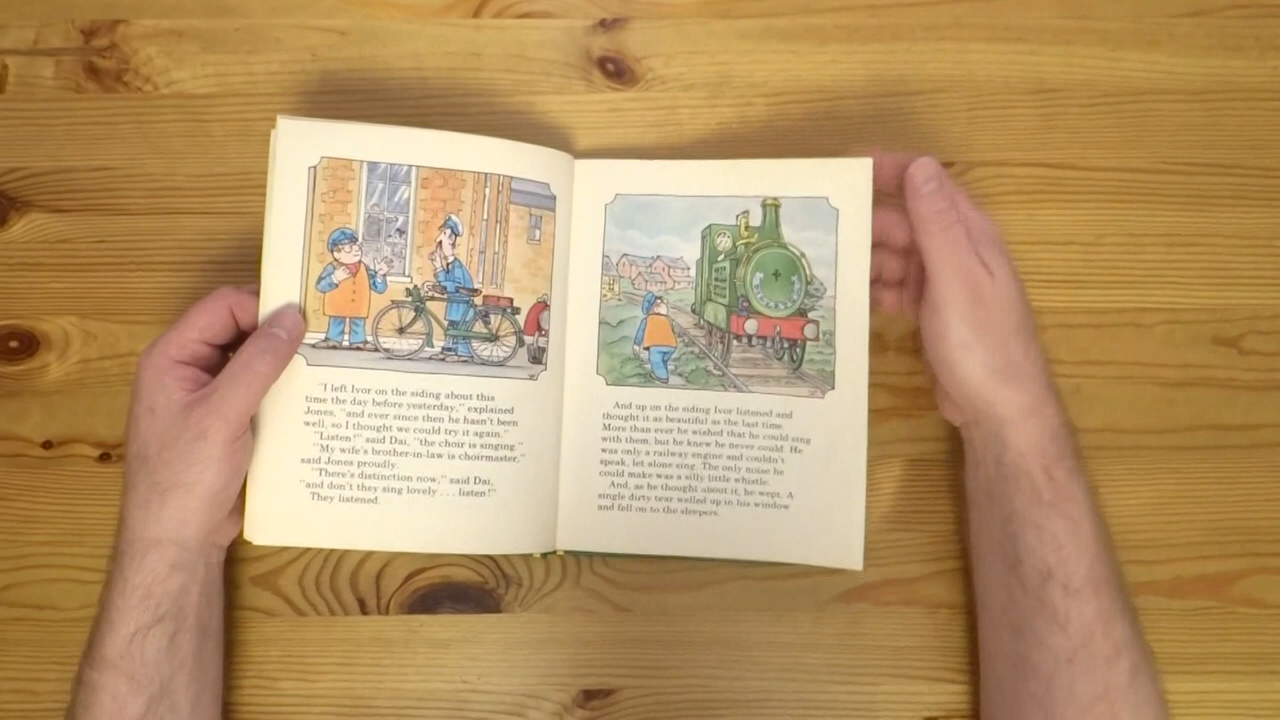 "I left Ivor on the siding about this
time the day before yesterday," explained
Jones, "and ever since then he hasn't been
well, so I thought we could try it again."
"Listen!" said Dai, "the choir is singing."
"My wife's brother-in-law is choirmaster,"
said Jones proudly.
"There's distinction now," said Dai,
"and don't they sing lovely . . . listen!"
They listened.
And up on the siding Ivor listened and
thought it as beautiful as the last time.
More than ever he wished that he could sing
with them, but he knew he never could. He
was only a railway engine and couldn't
speak, let alone sing. The only noise he
could make was a silly little whistle.
And, as he thought about it, he wept. A
single dirty tear welled up in his window
and fell on to the sleepers.